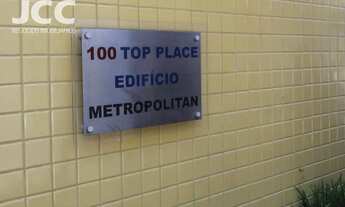 JCC
100 TOP PLACE
EDIFÍCIO
METROPOLITAN